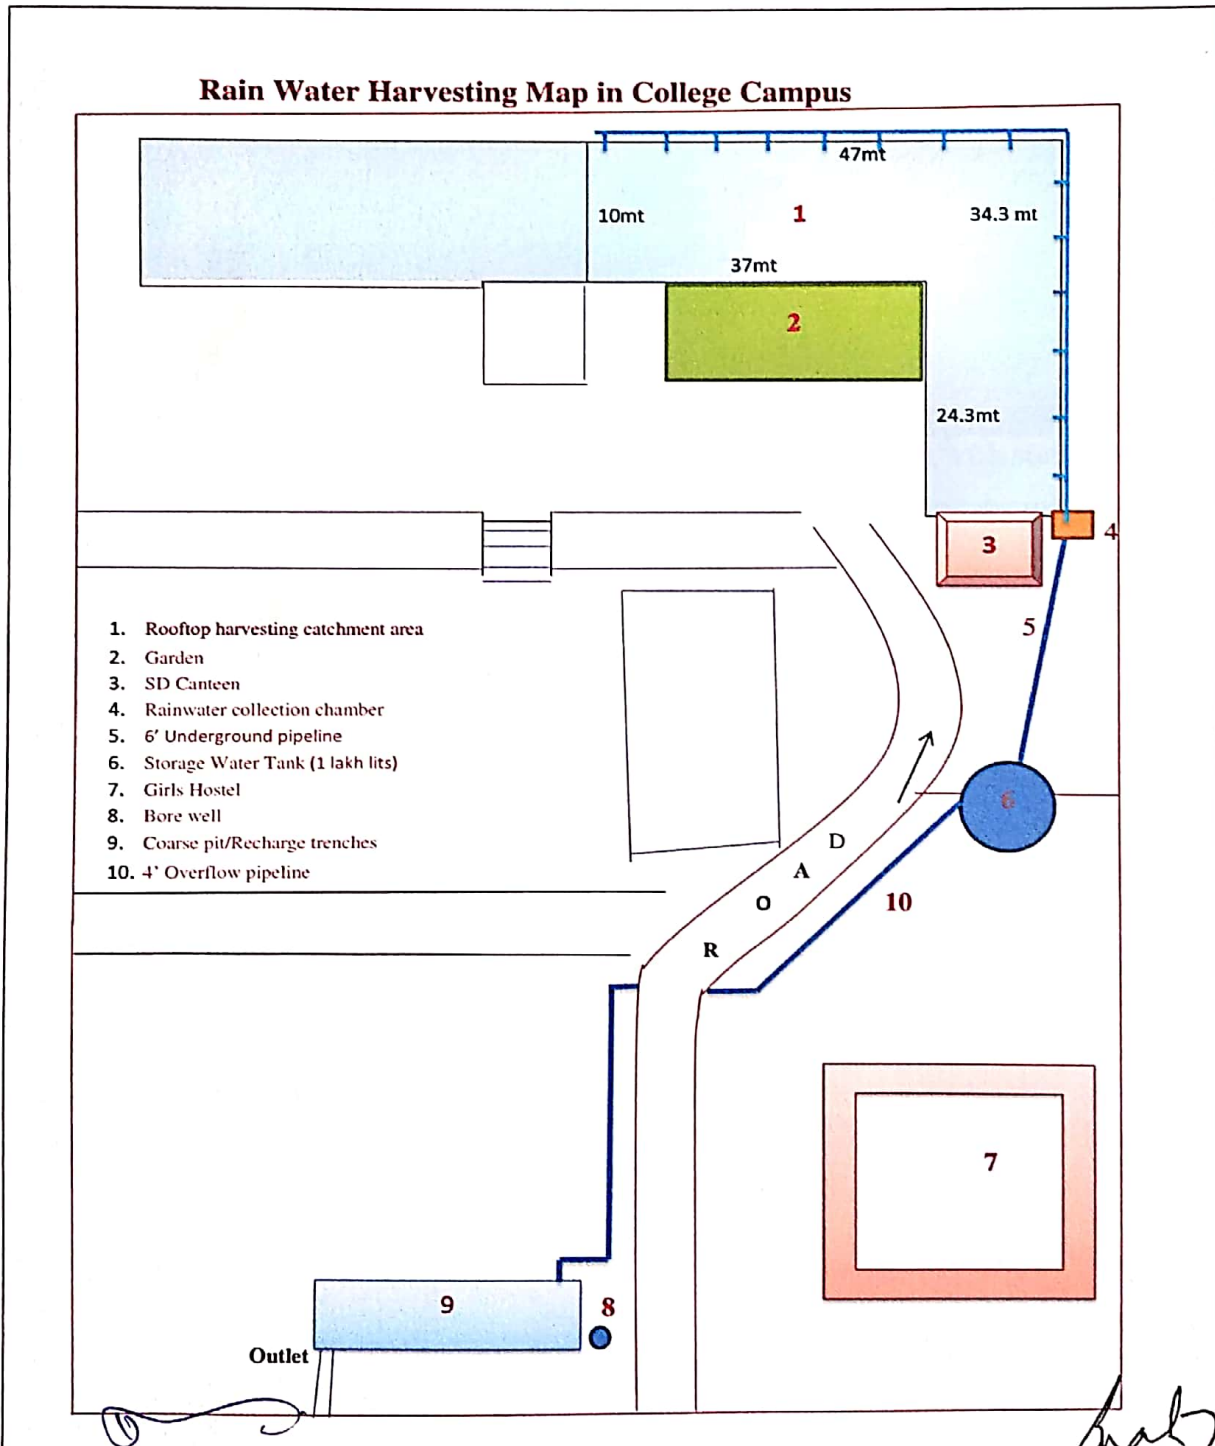 Rain Water Harvesting Map in College Campus
47mt
10mt
1
34.3 mt
37mt
2
24.3mt
3
4
5
1. Rooftop harvesting catchment area
2. Garden
3. SD Canteen
4. Rainwater collection chamber
5. 6' Underground pipeline
6. Storage Water Tank (1 lakh lits)
7. Girls Hostel
8. Bore well
9. Coarse pit/Recharge trenches
10. 4' Overflow pipeline
6
D
A
O
R
10
7
9
8
Outlet